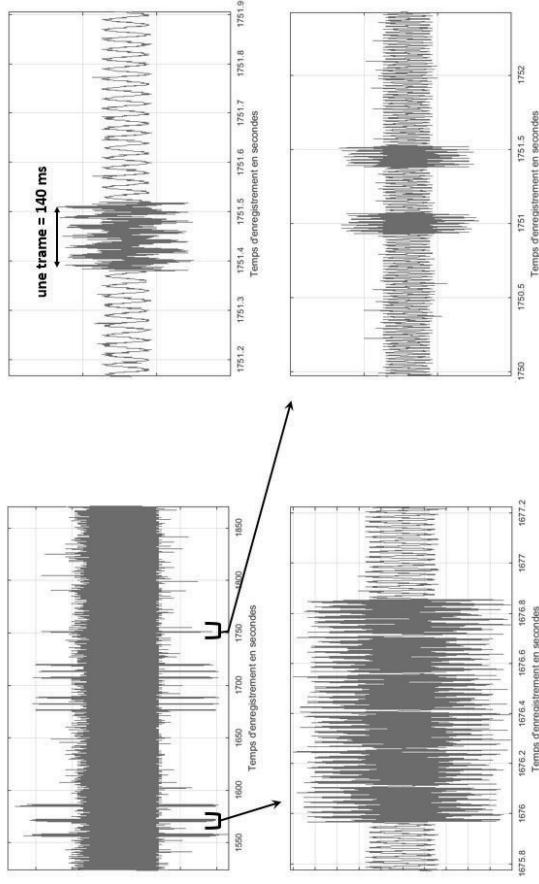 une trame = 140 ms
1550 1600 1650 1700 1750 1800 1850
Temps d'enregistrement en secondes
1751.2 1751.3 1751.4 1751.5 1751.6 1751.7 1751.8 1751.9
Temps d'enregistrement en secondes
1675.8 1676 1676.2 1676.4 1676.6 1676.8 1677 1677.2
Temps d'enregistrement en secondes
1750 1750.5 1751 1751.5 1752
Temps d'enregistrement en secondes